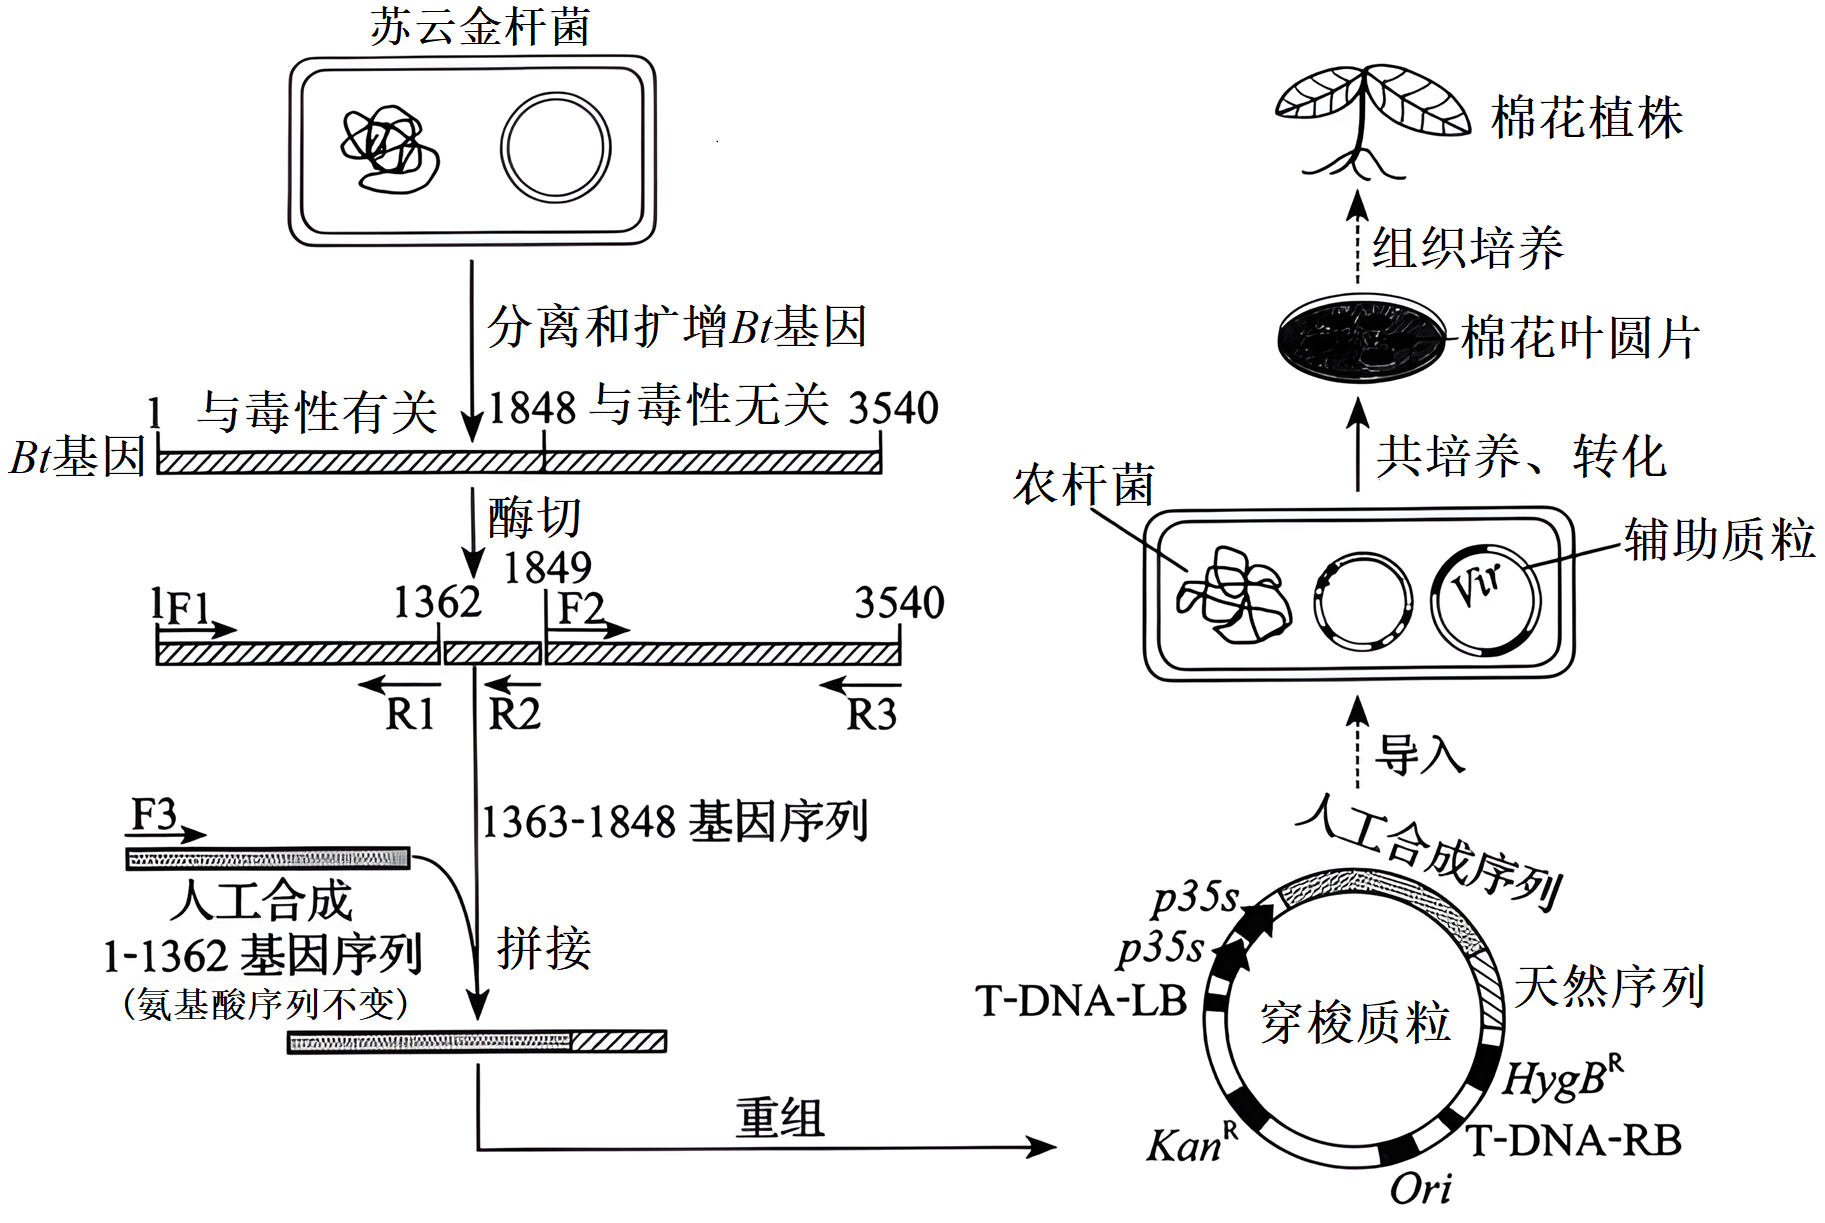 苏云金杆菌
分离和扩增Bt基因
1 与毒性有关 1848 与毒性无关 3540
Bt基因
酶切
1 F1 1362 1849 F2 3540
R1 R2 R3
F3
1363-1848 基因序列
人工合成
1-1362 基因序列
(氨基酸序列不变)
拼接
重组
棉花植株
组织培养
棉花叶圆片
共培养、转化
农杆菌
辅助质粒
Vir
导入
人工合成序列
p35s
p35s
T-DNA-LB
穿梭质粒
天然序列
HygBᴿ
T-DNA-RB
Kanᴿ
Ori